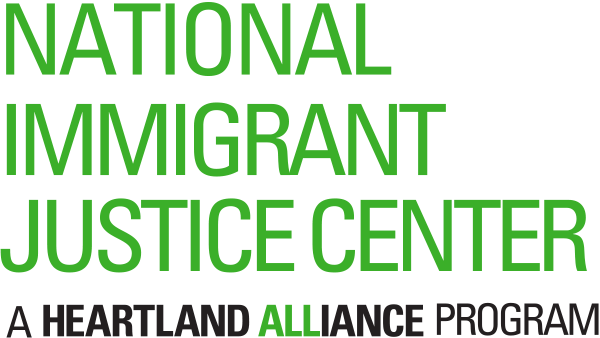 NATIONAL
IMMIGRANT
JUSTICE CENTER
A HEARTLAND ALLIANCE PROGRAM